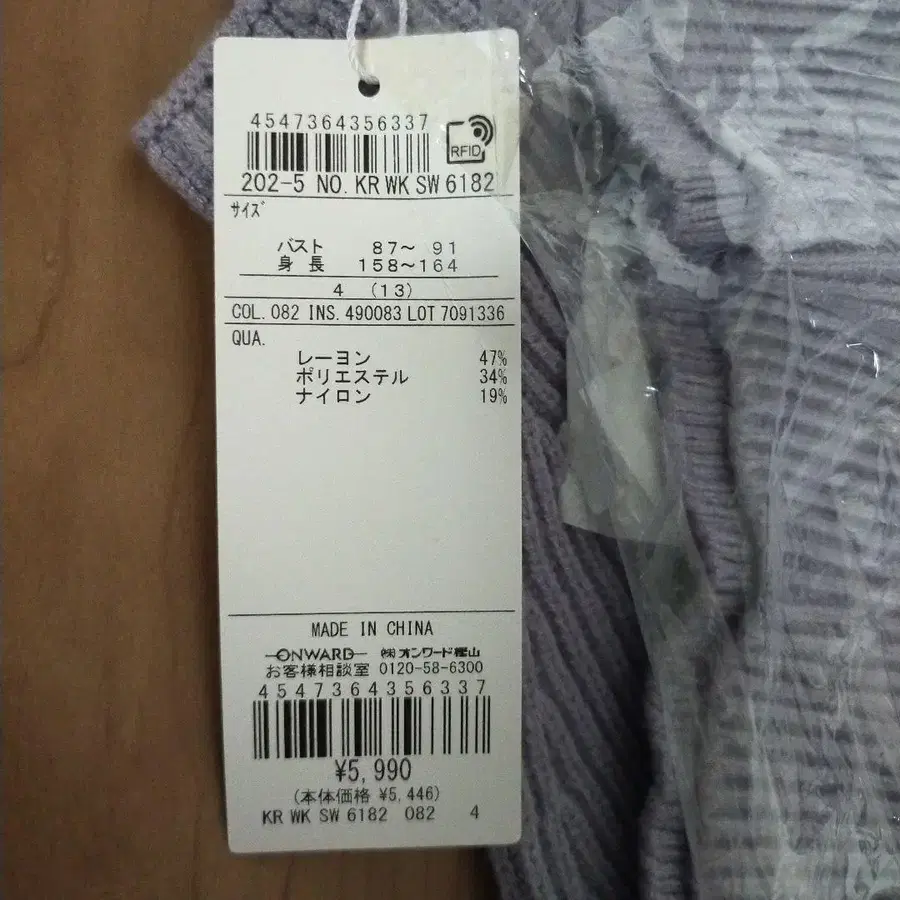 4547364356337
RFID
202-5 NO. KR WK SW 6182
サイズ
バスト 87〜 91
身長 158〜164
4 (13)
COL. 082 INS. 490083 LOT 7091336
QUA.
レーヨン 47%
ポリエステル 34%
ナイロン 19%
MADE IN CHINA
ONWARD ㈱オンワード樫山
お客様相談室 0120-58-6300
4547364356337
¥5,990
(本体価格 ¥5,446)
KR WK SW 6182 082 4